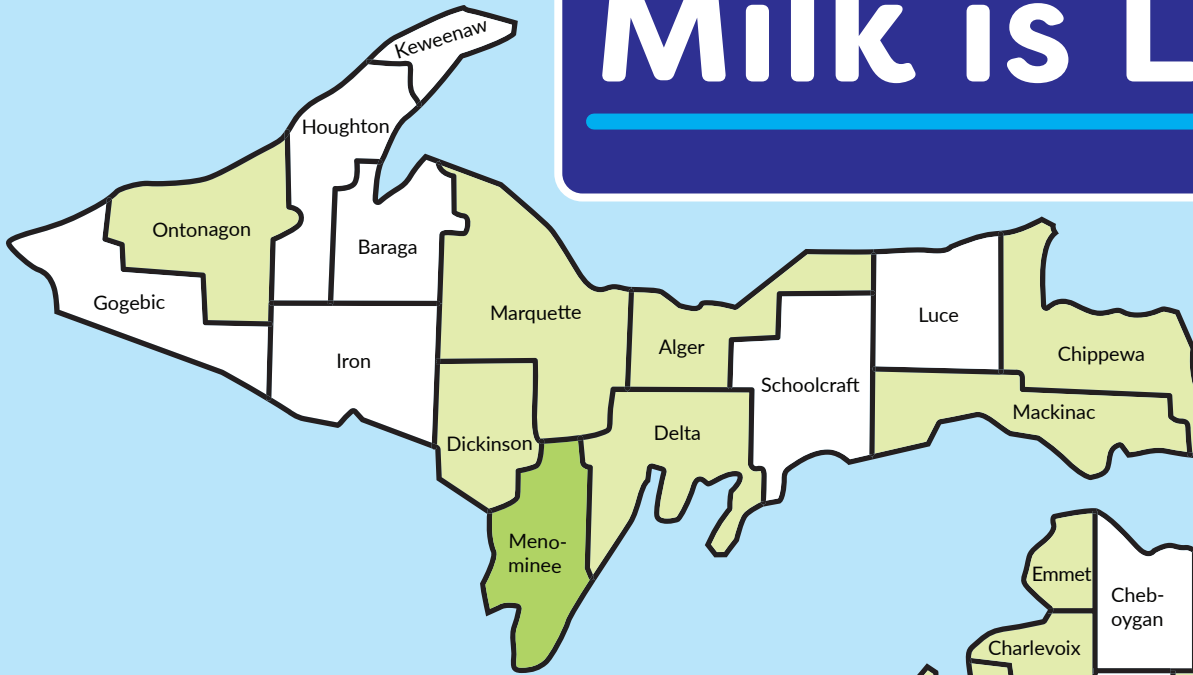 Milk is L
Keweenaw
Houghton
Ontonagon
Baraga
Gogebic
Marquette
Luce
Iron
Alger
Chippewa
Schoolcraft
Mackinac
Delta
Dickinson
Meno-
minee
Emmet
Cheb-
oygan
Charlevoix